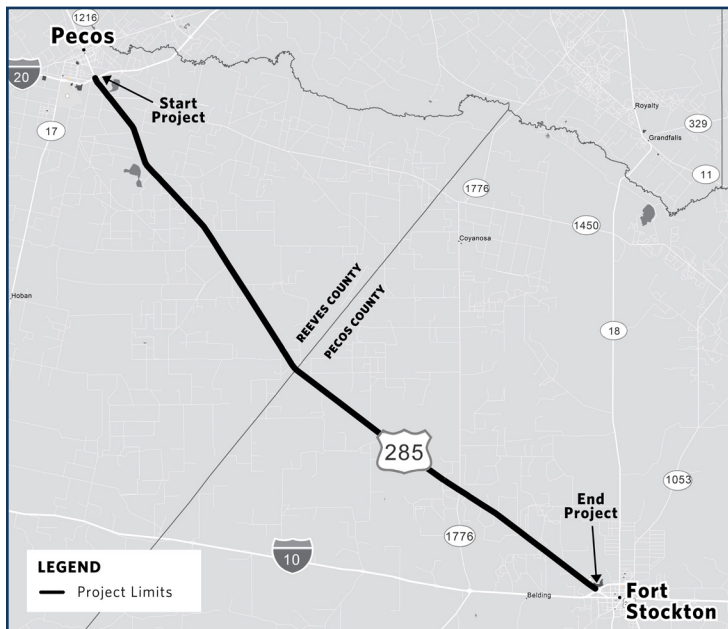 1216
Pecos
20
Start
Project
17
Royalty
329
Grandfalls
11
1776
1450
Coyanosa
Hoban
REEVES COUNTY
PECOS COUNTY
18
285
1053
End
Project
1776
10
LEGEND
Project Limits
Belding
Fort
Stockton